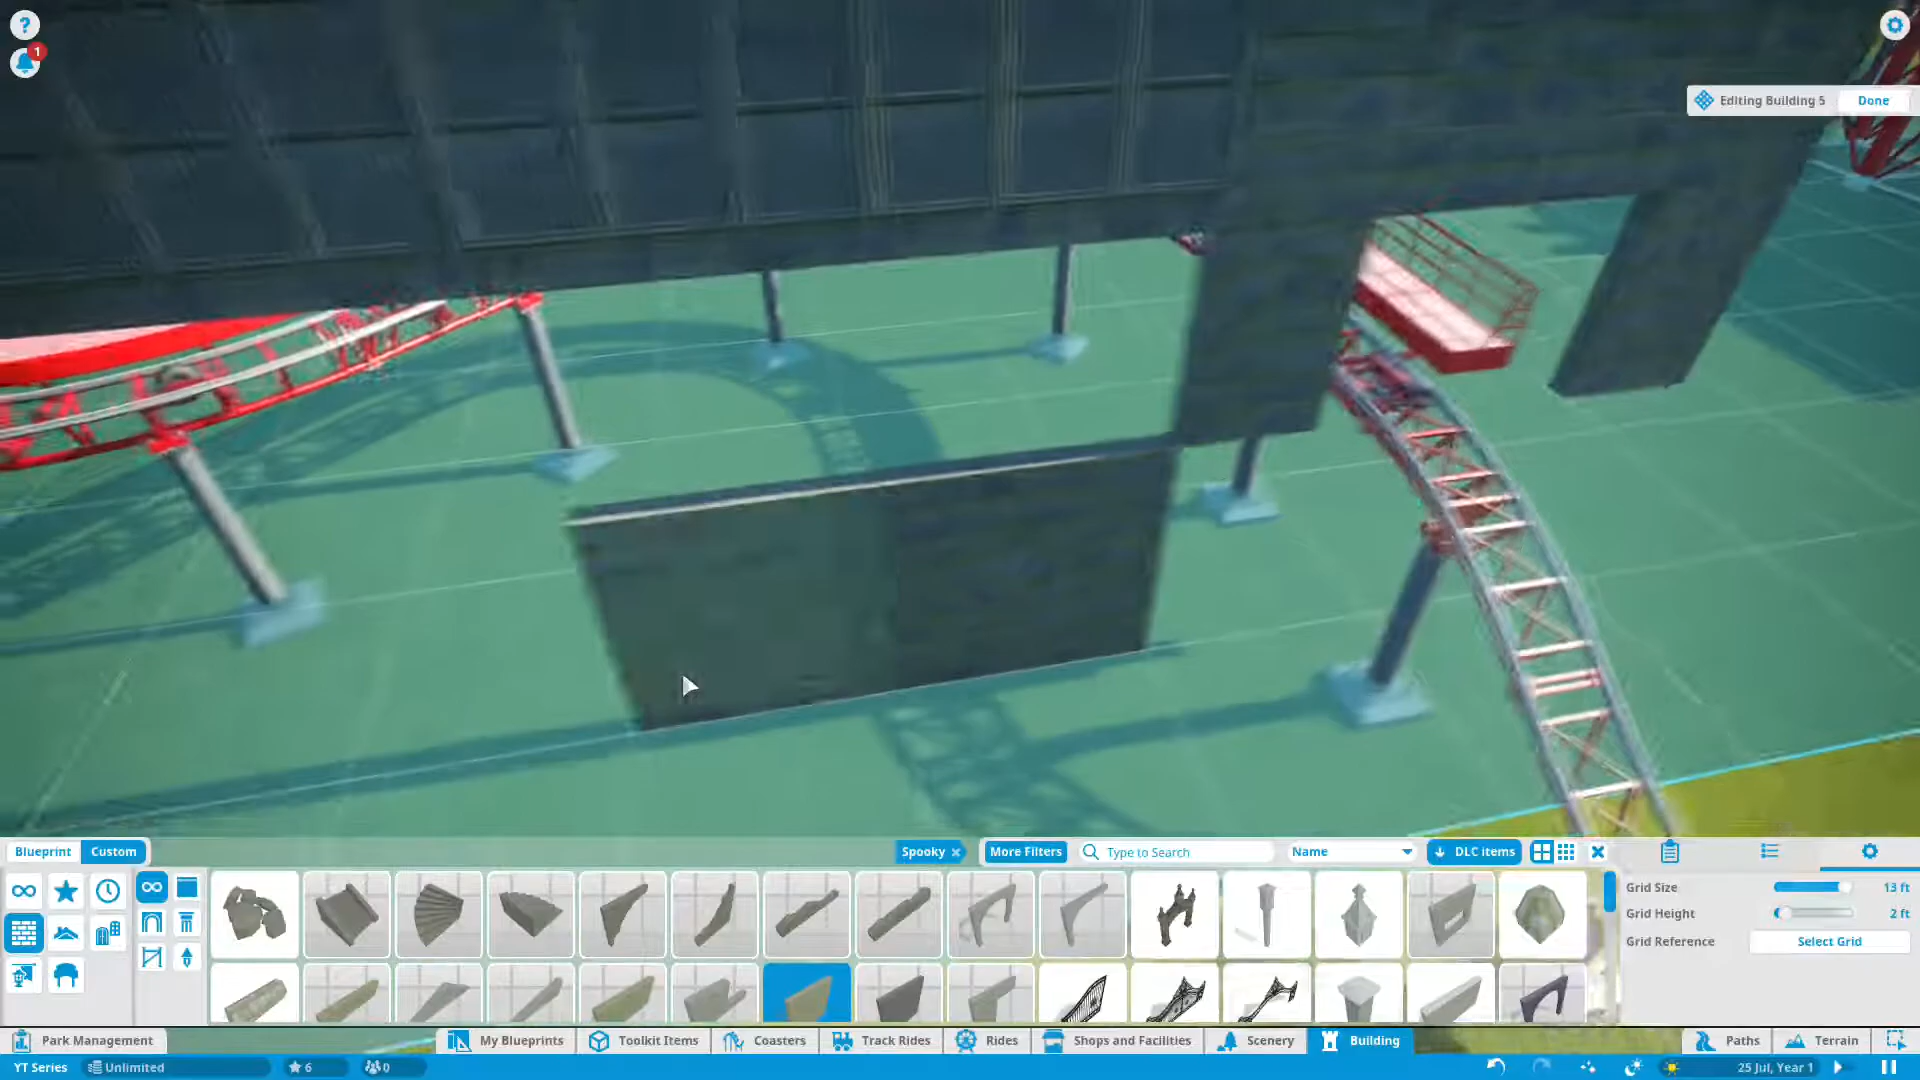 ?
1
Editing Building 5
Done
Blueprint
Custom
Spooky
More Filters
Type to Search
Name
DLC items
Grid Size
13 ft
Grid Height
2 ft
Grid Reference
Select Grid
Park Management
My Blueprints
Toolkit Items
Coasters
Track Rides
Rides
Shops and Facilities
Scenery
Building
Paths
Terrain
YT Series
Unlimited
6
0
25 Jul, Year 1